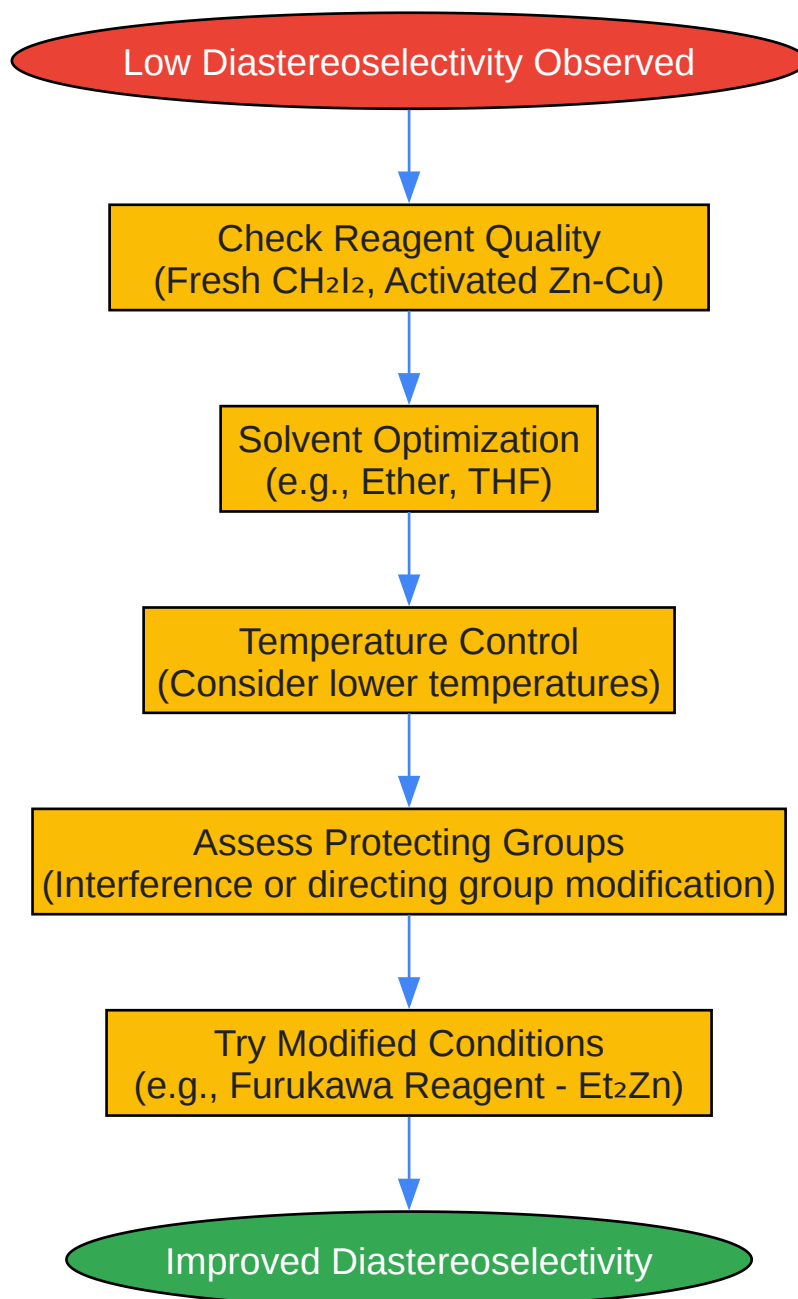 Low Diastereoselectivity Observed
Check Reagent Quality
(Fresh CH₂I₂, Activated Zn-Cu)
Solvent Optimization
(e.g., Ether, THF)
Temperature Control
(Consider lower temperatures)
Assess Protecting Groups
(Interference or directing group modification)
Try Modified Conditions
(e.g., Furukawa Reagent - Et₂Zn)
Improved Diastereoselectivity